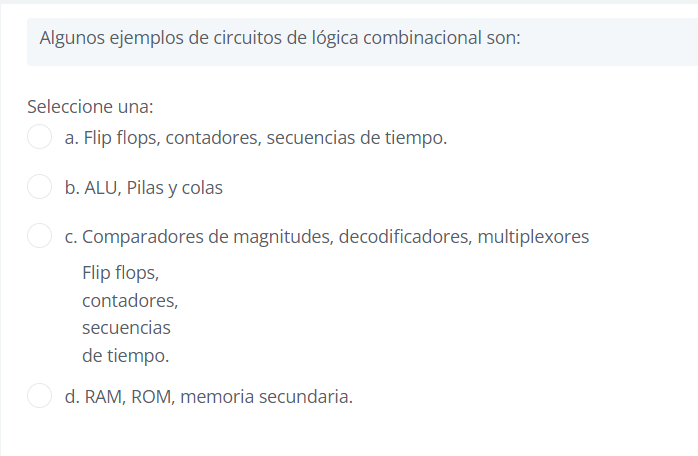 Algunos ejemplos de circuitos de lógica combinacional son:
Seleccione una:
a. Flip flops, contadores, secuencias de tiempo.
b. ALU, Pilas y colas
c. Comparadores de magnitudes, decodificadores, multiplexores
Flip flops,
contadores,
secuencias
de tiempo.
d. RAM, ROM, memoria secundaria.